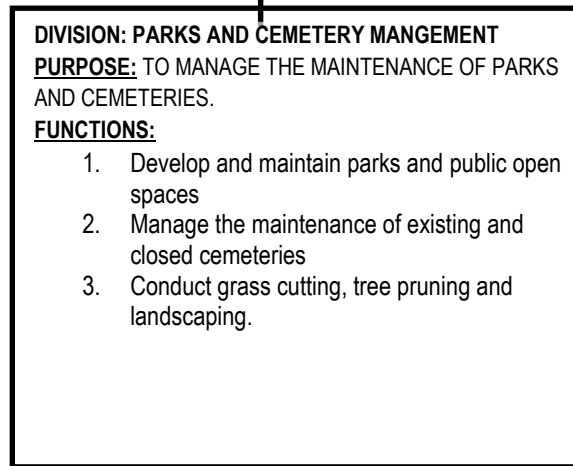 DIVISION: PARKS AND CEMETERY MANGEMENT
PURPOSE: TO MANAGE THE MAINTENANCE OF PARKS
AND CEMETERIES.
FUNCTIONS:
1. Develop and maintain parks and public open
spaces
2. Manage the maintenance of existing and
closed cemeteries
3. Conduct grass cutting, tree pruning and
landscaping.